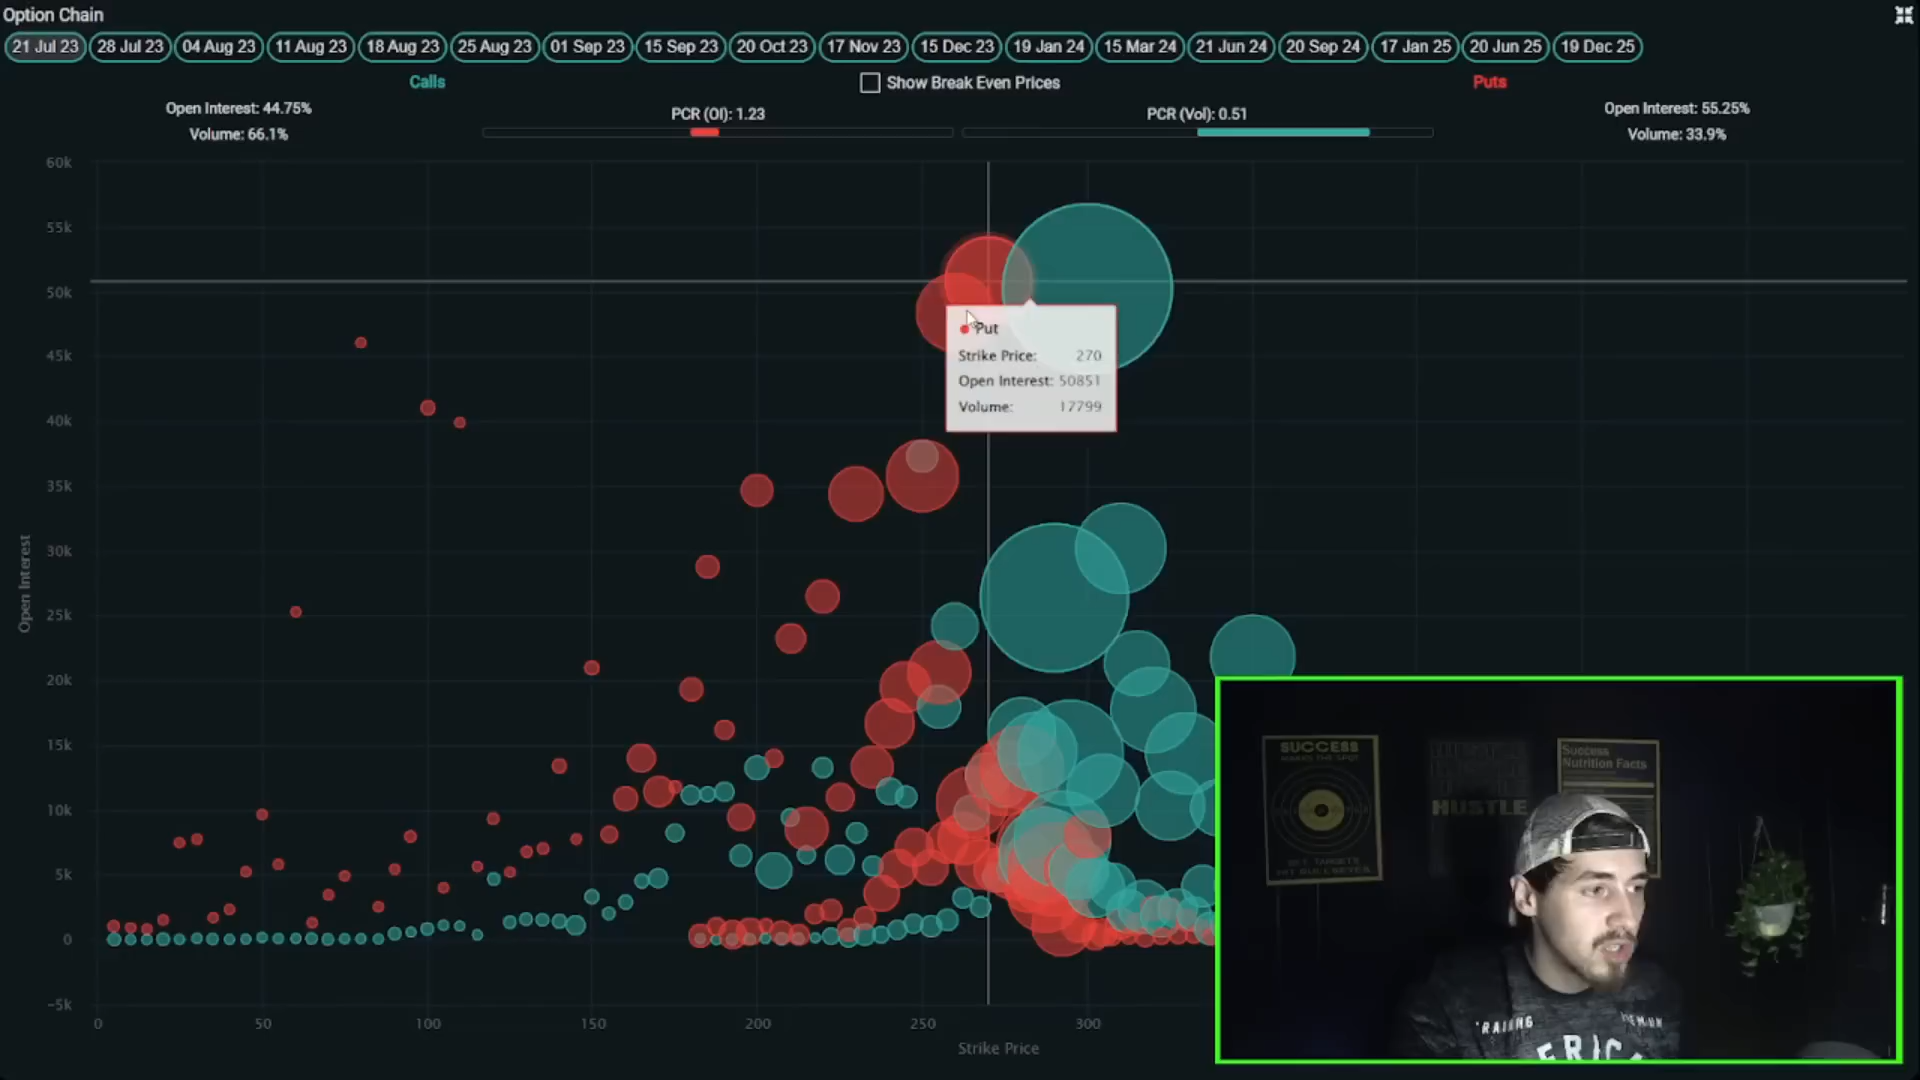 Option Chain
21 Jul 23 28 Jul 23 04 Aug 23 11 Aug 23 18 Aug 23 25 Aug 23 01 Sep 23 15 Sep 23 20 Oct 23 17 Nov 23 15 Dec 23 19 Jan 24 15 Mar 24 21 Jun 24 20 Sep 24 17 Jan 25 20 Jun 25 19 Dec 25
Calls
Show Break Even Prices
Puts
Open Interest: 44.75%
Volume: 66.1%
PCR (OI): 1.23
PCR (Vol): 0.51
Open Interest: 55.25%
Volume: 33.9%
60k
55k
50k
45k
40k
35k
30k
25k
20k
15k
10k
5k
0
-5k
Open Interest
Put
Strike Price: 270
Open Interest: 50851
Volume: 17799
0 50 100 150 200 250 300
Strike Price
SUCCESS
HUSTLE
Success
Nutrition Facts